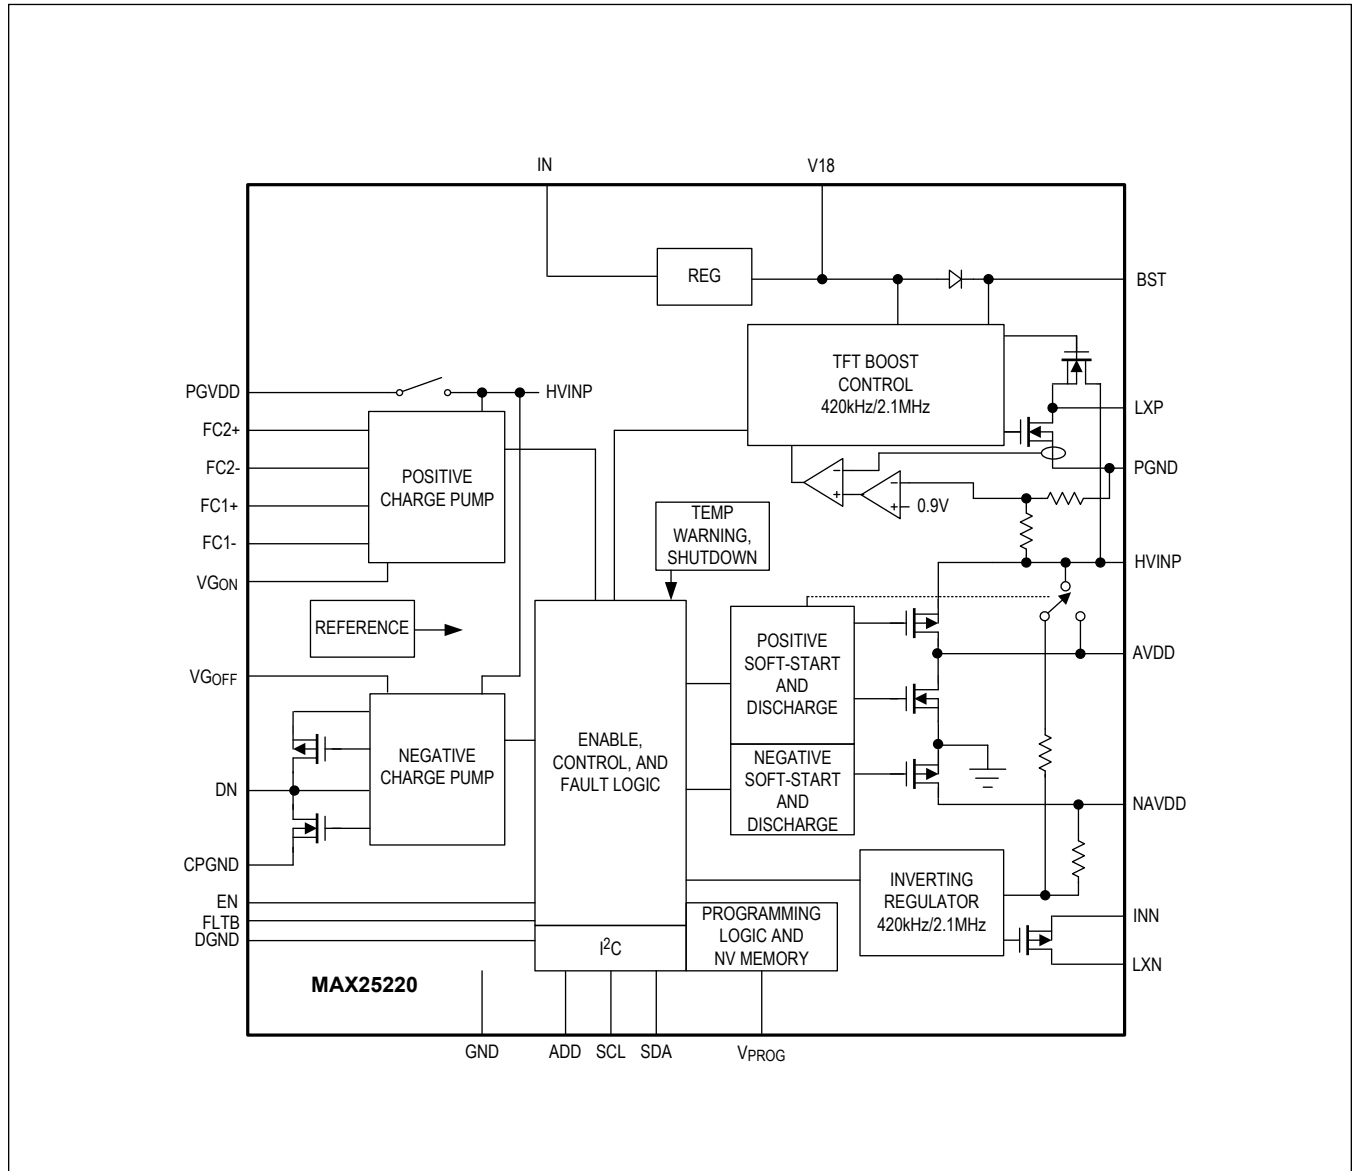 IN
V18
REG
BST
TFT BOOST
CONTROL
420kHz/2.1MHz
PGVDD
HVINP
LXP
FC2+
FC2-
FC1+
FC1-
VGON
POSITIVE
CHARGE PUMP
PGND
0.9V
TEMP
WARNING,
SHUTDOWN
HVINP
REFERENCE
POSITIVE
SOFT-START
AND
DISCHARGE
AVDD
VGOFF
NEGATIVE
CHARGE PUMP
ENABLE,
CONTROL, AND
FAULT LOGIC
NEGATIVE
SOFT-START
AND
DISCHARGE
DN
NAVDD
CPGND
INVERTING
REGULATOR
420kHz/2.1MHz
EN
FLTB
DGND
I2C
PROGRAMMING
LOGIC AND
NV MEMORY
INN
LXN
MAX25220
GND
ADD
SCL
SDA
VPROG
- +
- +